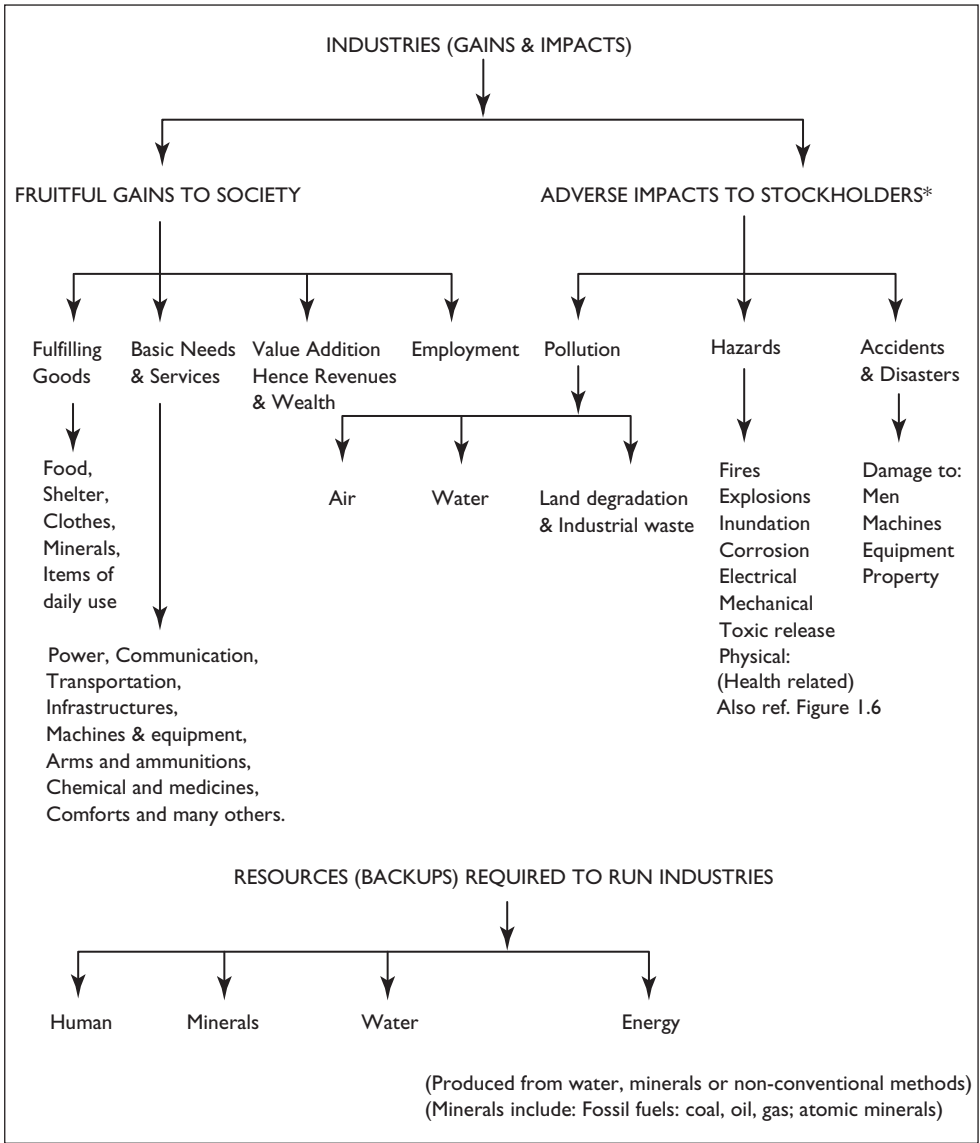 INDUSTRIES (GAINS & IMPACTS)
FRUITFUL GAINS TO SOCIETY
ADVERSE IMPACTS TO STOCKHOLDERS*
Fulfilling
Goods
Basic Needs
& Services
Value Addition
Hence Revenues
& Wealth
Employment
Pollution
Hazards
Accidents
& Disasters
Food,
Shelter,
Clothes,
Minerals,
Items of
daily use
Air
Water
Land degradation
& Industrial waste
Fires
Explosions
Inundation
Corrosion
Electrical
Mechanical
Toxic release
Physical:
(Health related)
Also ref. Figure 1.6
Damage to:
Men
Machines
Equipment
Property
Power, Communication,
Transportation,
Infrastructures,
Machines & equipment,
Arms and ammunitions,
Chemical and medicines,
Comforts and many others.
RESOURCES (BACKUPS) REQUIRED TO RUN INDUSTRIES
Human
Minerals
Water
Energy
(Produced from water, minerals or non-conventional methods)
(Minerals include: Fossil fuels: coal, oil, gas; atomic minerals)